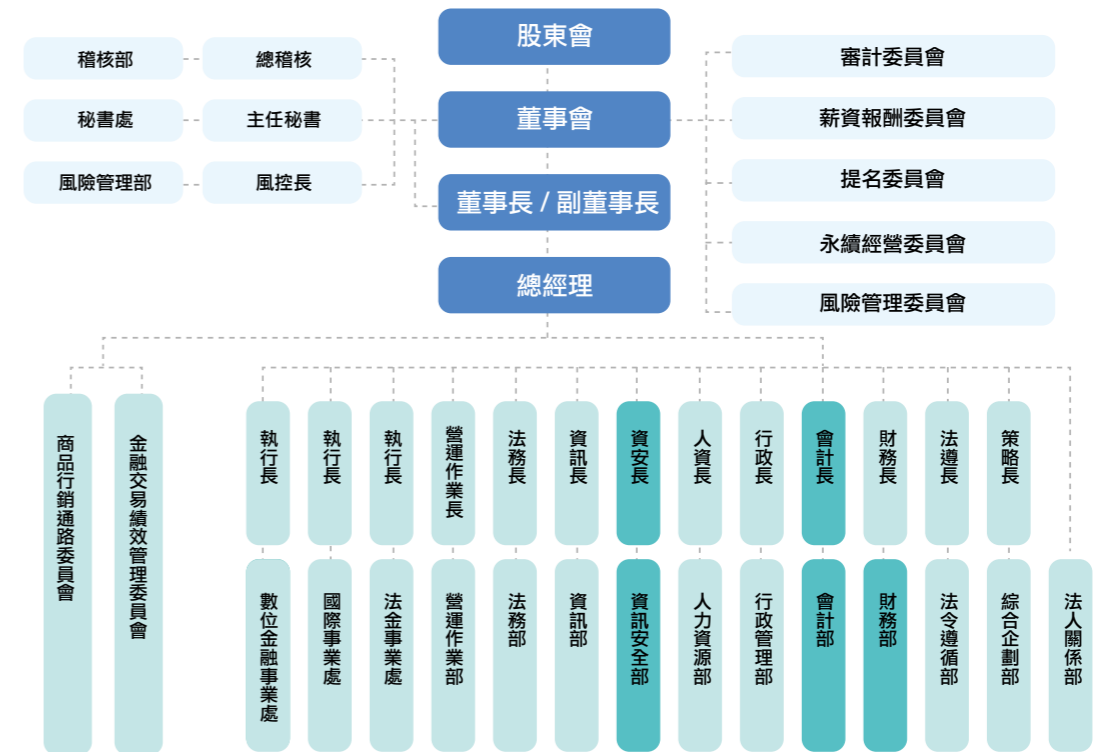 股東會
稽核部
總稽核
審計委員會
秘書處
主任秘書
董事會
薪資報酬委員會
風險管理部
風控長
提名委員會
董事長 / 副董事長
永續經營委員會
總經理
風險管理委員會
商品行銷通路委員會
金融交易績效管理委員會
執行長
執行長
執行長
營運作業長
法務長
資訊長
資安長
人資長
行政長
會計長
財務長
法遵長
策略長
數位金融事業處
國際事業處
法金事業處
營運作業部
法務部
資訊部
資訊安全部
人力資源部
行政管理部
會計部
財務部
法令遵循部
綜合企劃部
法人關係部